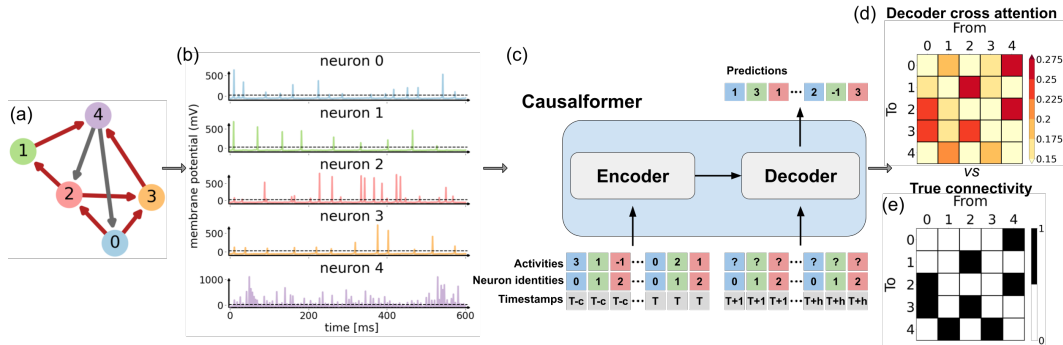 (a)
4
1
2
3
0
(b)
neuron 0
500
0
neuron 1
500
0
neuron 2
500
0
neuron 3
500
0
neuron 4
1000
0
0 200 400 600
time [ms]
membrane potential (mV)
(c)
Predictions
1 3 1 ··· 2 -1 3
Causalformer
Encoder
Decoder
Activities 3 1 -1 ··· 0 2 1 ? ? ? ··· ? ? ?
Neuron identities 0 1 2 0 1 2 0 1 2 0 1 2
Timestamps T-c T-c T-c ··· T T T T+1 T+1 T+1 ··· T+h T+h T+h
(d)
Decoder cross attention
From
0 1 2 3 4
To
0
1
2
3
4
0.275
0.25
0.225
0.20
0.175
0.15
vs
True connectivity
(e)
From
0 1 2 3 4
To
0
1
2
3
4
1
0